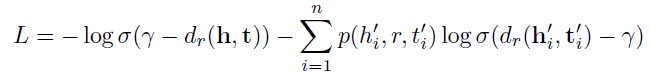 L = − log σ(γ − d_r(𝐡, 𝐭)) − ∑_{i=1}^{n} p(h′_i, r, t′_i) log σ(d_r(𝐡′_i, 𝐭′_i) − γ)